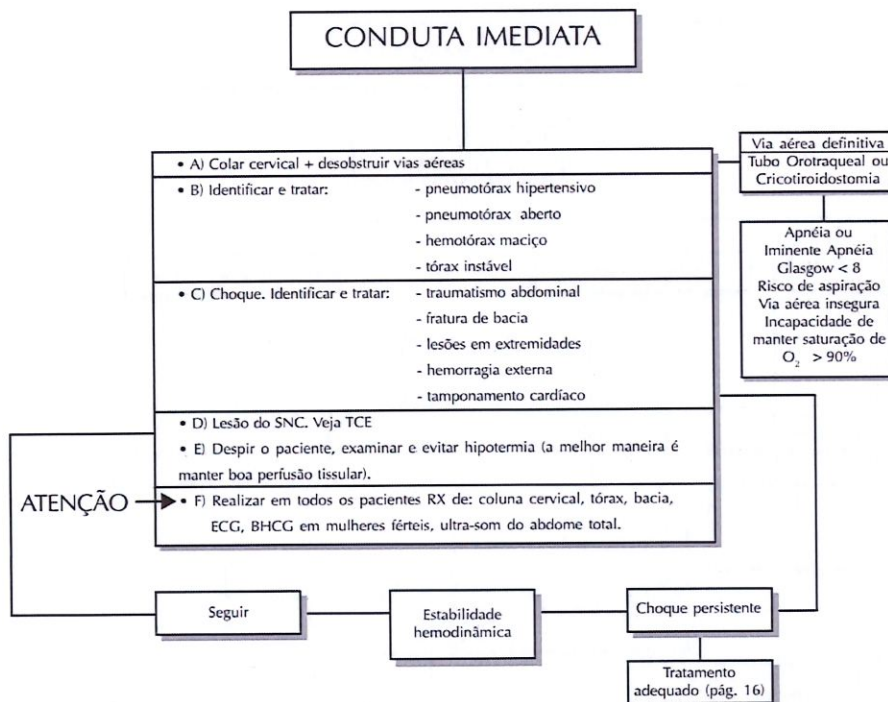 CONDUTA IMEDIATA
• A) Colar cervical + desobstruir vias aéreas
• B) Identificar e tratar: - pneumotórax hipertensivo
- pneumotórax aberto
- hemotórax maciço
- tórax instável
• C) Choque. Identificar e tratar: - traumatismo abdominal
- fratura de bacia
- lesões em extremidades
- hemorragia externa
- tamponamento cardíaco
• D) Lesão do SNC. Veja TCE
• E) Despir o paciente, examinar e evitar hipotermia (a melhor maneira é
manter boa perfusão tissular).
ATENÇÃO
• F) Realizar em todos os pacientes RX de: coluna cervical, tórax, bacia,
ECG, BHCG em mulheres férteis, ultra-som do abdome total.
Via aérea definitiva
Tubo Orotraqueal ou
Cricotiroidostomia
Apnéia ou
Iminente Apnéia
Glasgow < 8
Risco de aspiração
Via aérea insegura
Incapacidade de
manter saturação de
O₂ > 90%
Seguir
Estabilidade
hemodinâmica
Choque persistente
Tratamento
adequado (pág. 16)